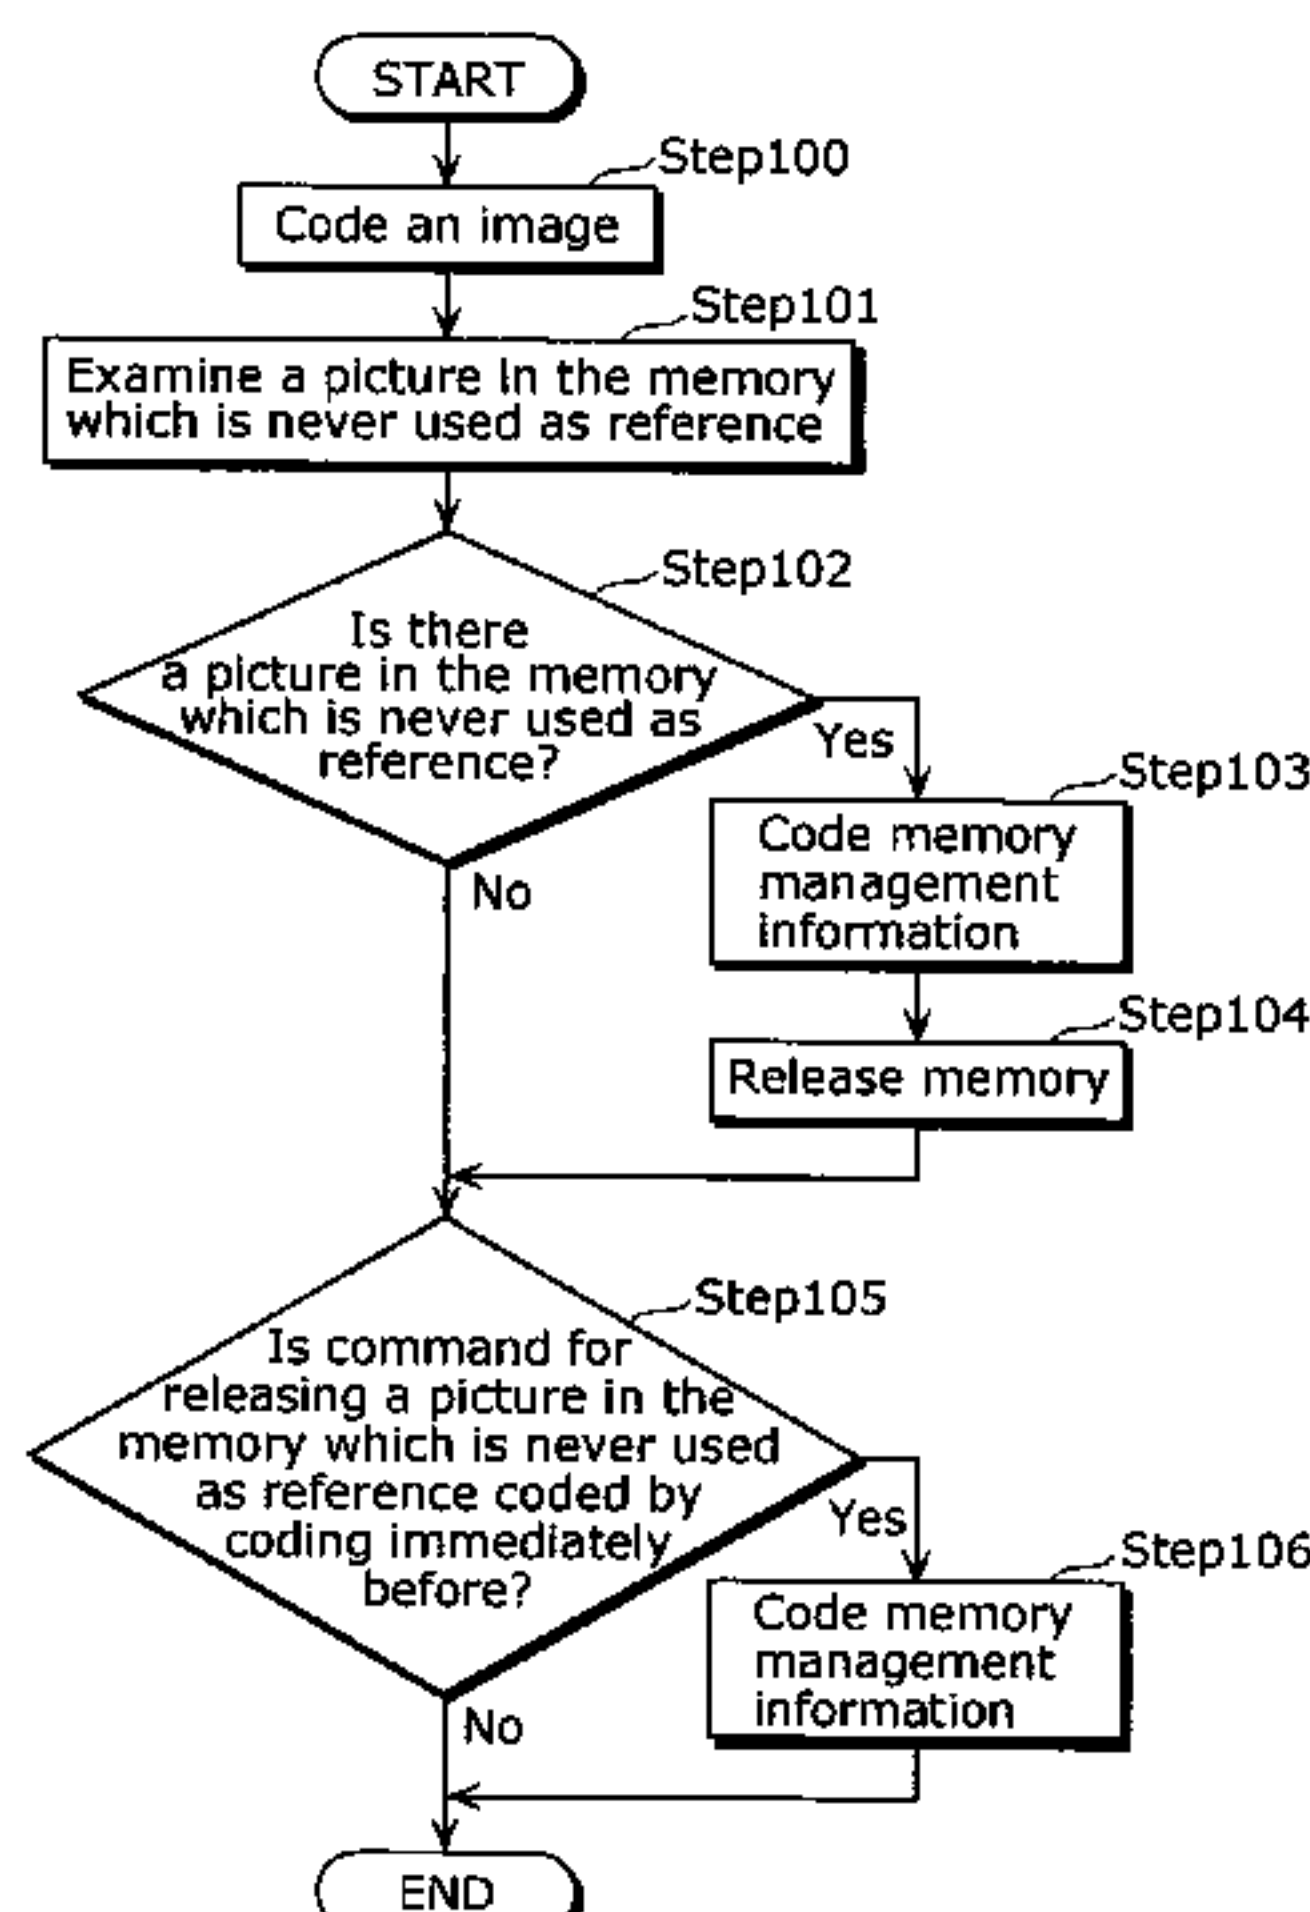 START
Step100
Code an image
Step101
Examine a picture in the memory
which is never used as reference
Step102
Is there
a picture in the memory
which is never used as
reference?
Yes
Step103
Code memory
management
information
No
Step104
Release memory
Step105
Is command for
releasing a picture in the
memory which is never used
as reference coded by
coding immediately
before?
Yes
Step106
Code memory
management
information
No
END